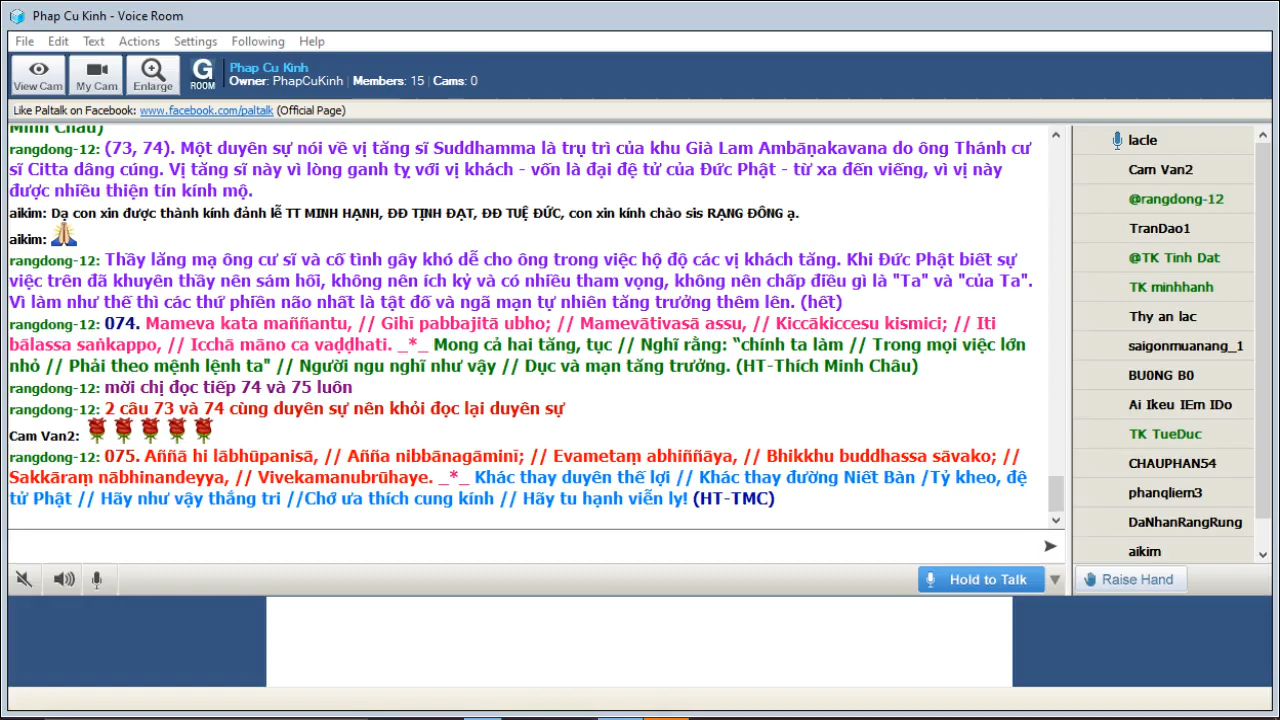 Phap Cu Kinh - Voice Room
File Edit Text Actions Settings Following Help
View Cam My Cam Enlarge G ROOM
Phap Cu Kinh
Owner: PhapCuKinh | Members: 15 | Cams: 0
Like Paltalk on Facebook: www.facebook.com/paltalk (Official Page)
Minh Châu)
rangdong-12: (73, 74). Một duyên sự nói về vị tăng sĩ Suddhamma là trụ trì của khu Già Lam Ambāṇakavana do ông Thánh cư
sĩ Citta dâng cúng. Vị tăng sĩ này vì lòng ganh tỵ với vị khách - vốn là đại đệ tử của Đức Phật - từ xa đến viếng, vì vị này
được nhiều thiện tín kính mộ.
aikim: Dạ con xin được thành kính đảnh lễ TT MINH HẠNH, ĐĐ TỊNH ĐẠT, ĐĐ TUỆ ĐỨC, con xin kính chào sis RẠNG ĐÔNG ạ.
aikim:
rangdong-12: Thầy lăng mạ ông cư sĩ và cố tình gây khó dễ cho ông trong việc hộ độ các vị khách tăng. Khi Đức Phật biết sự
việc trên đã khuyên thầy nên sám hối, không nên ích kỷ và có nhiều tham vọng, không nên chấp điều gì là "Ta" và "của Ta".
Vì làm như thế thì các thứ phiền não nhất là tật đố và ngã mạn tự nhiên tăng trưởng thêm lên. (hết)
rangdong-12: 074. Mameva kata maññantu, // Gihī pabbajitā ubho; // Mamevātivasā assu, // Kiccākiccesu kismici; // Iti
bālassa saṅkappo, // Icchā māno ca vaḍḍhati. _*_ Mong cả hai tăng, tục // Nghĩ rằng: “chính ta làm // Trong mọi việc lớn
nhỏ // Phải theo mệnh lệnh ta" // Người ngu nghĩ như vậy // Dục và mạn tăng trưởng. (HT-Thích Minh Châu)
rangdong-12: mời chị đọc tiếp 74 và 75 luôn
rangdong-12: 2 câu 73 và 74 cùng duyên sự nên khỏi đọc lại duyên sự
Cam Van2:
rangdong-12: 075. Aññā hi lābhūpanisā, // Añña nibbānagāminī; // Evametaṃ abhiññāya, // Bhikkhu buddhassa sāvako; //
Sakkāraṃ nābhinandeyya, // Vivekamanubrūhaye. _*_ Khác thay duyên thế lợi // Khác thay đường Niết Bàn /Tỷ kheo, đệ
tử Phật // Hãy như vậy thắng tri //Chớ ưa thích cung kính // Hãy tu hạnh viễn ly! (HT-TMC)
lacle
Cam Van2
@rangdong-12
TranDao1
@TK Tinh Dat
TK minhhanh
Thy an lac
saigonmuanang_1
BU0NG B0
Ai Ikeu IEm IDo
TK TueDuc
CHAUPHAN54
phanqliem3
DaNhanRangRung
aikim
Hold to Talk
Raise Hand